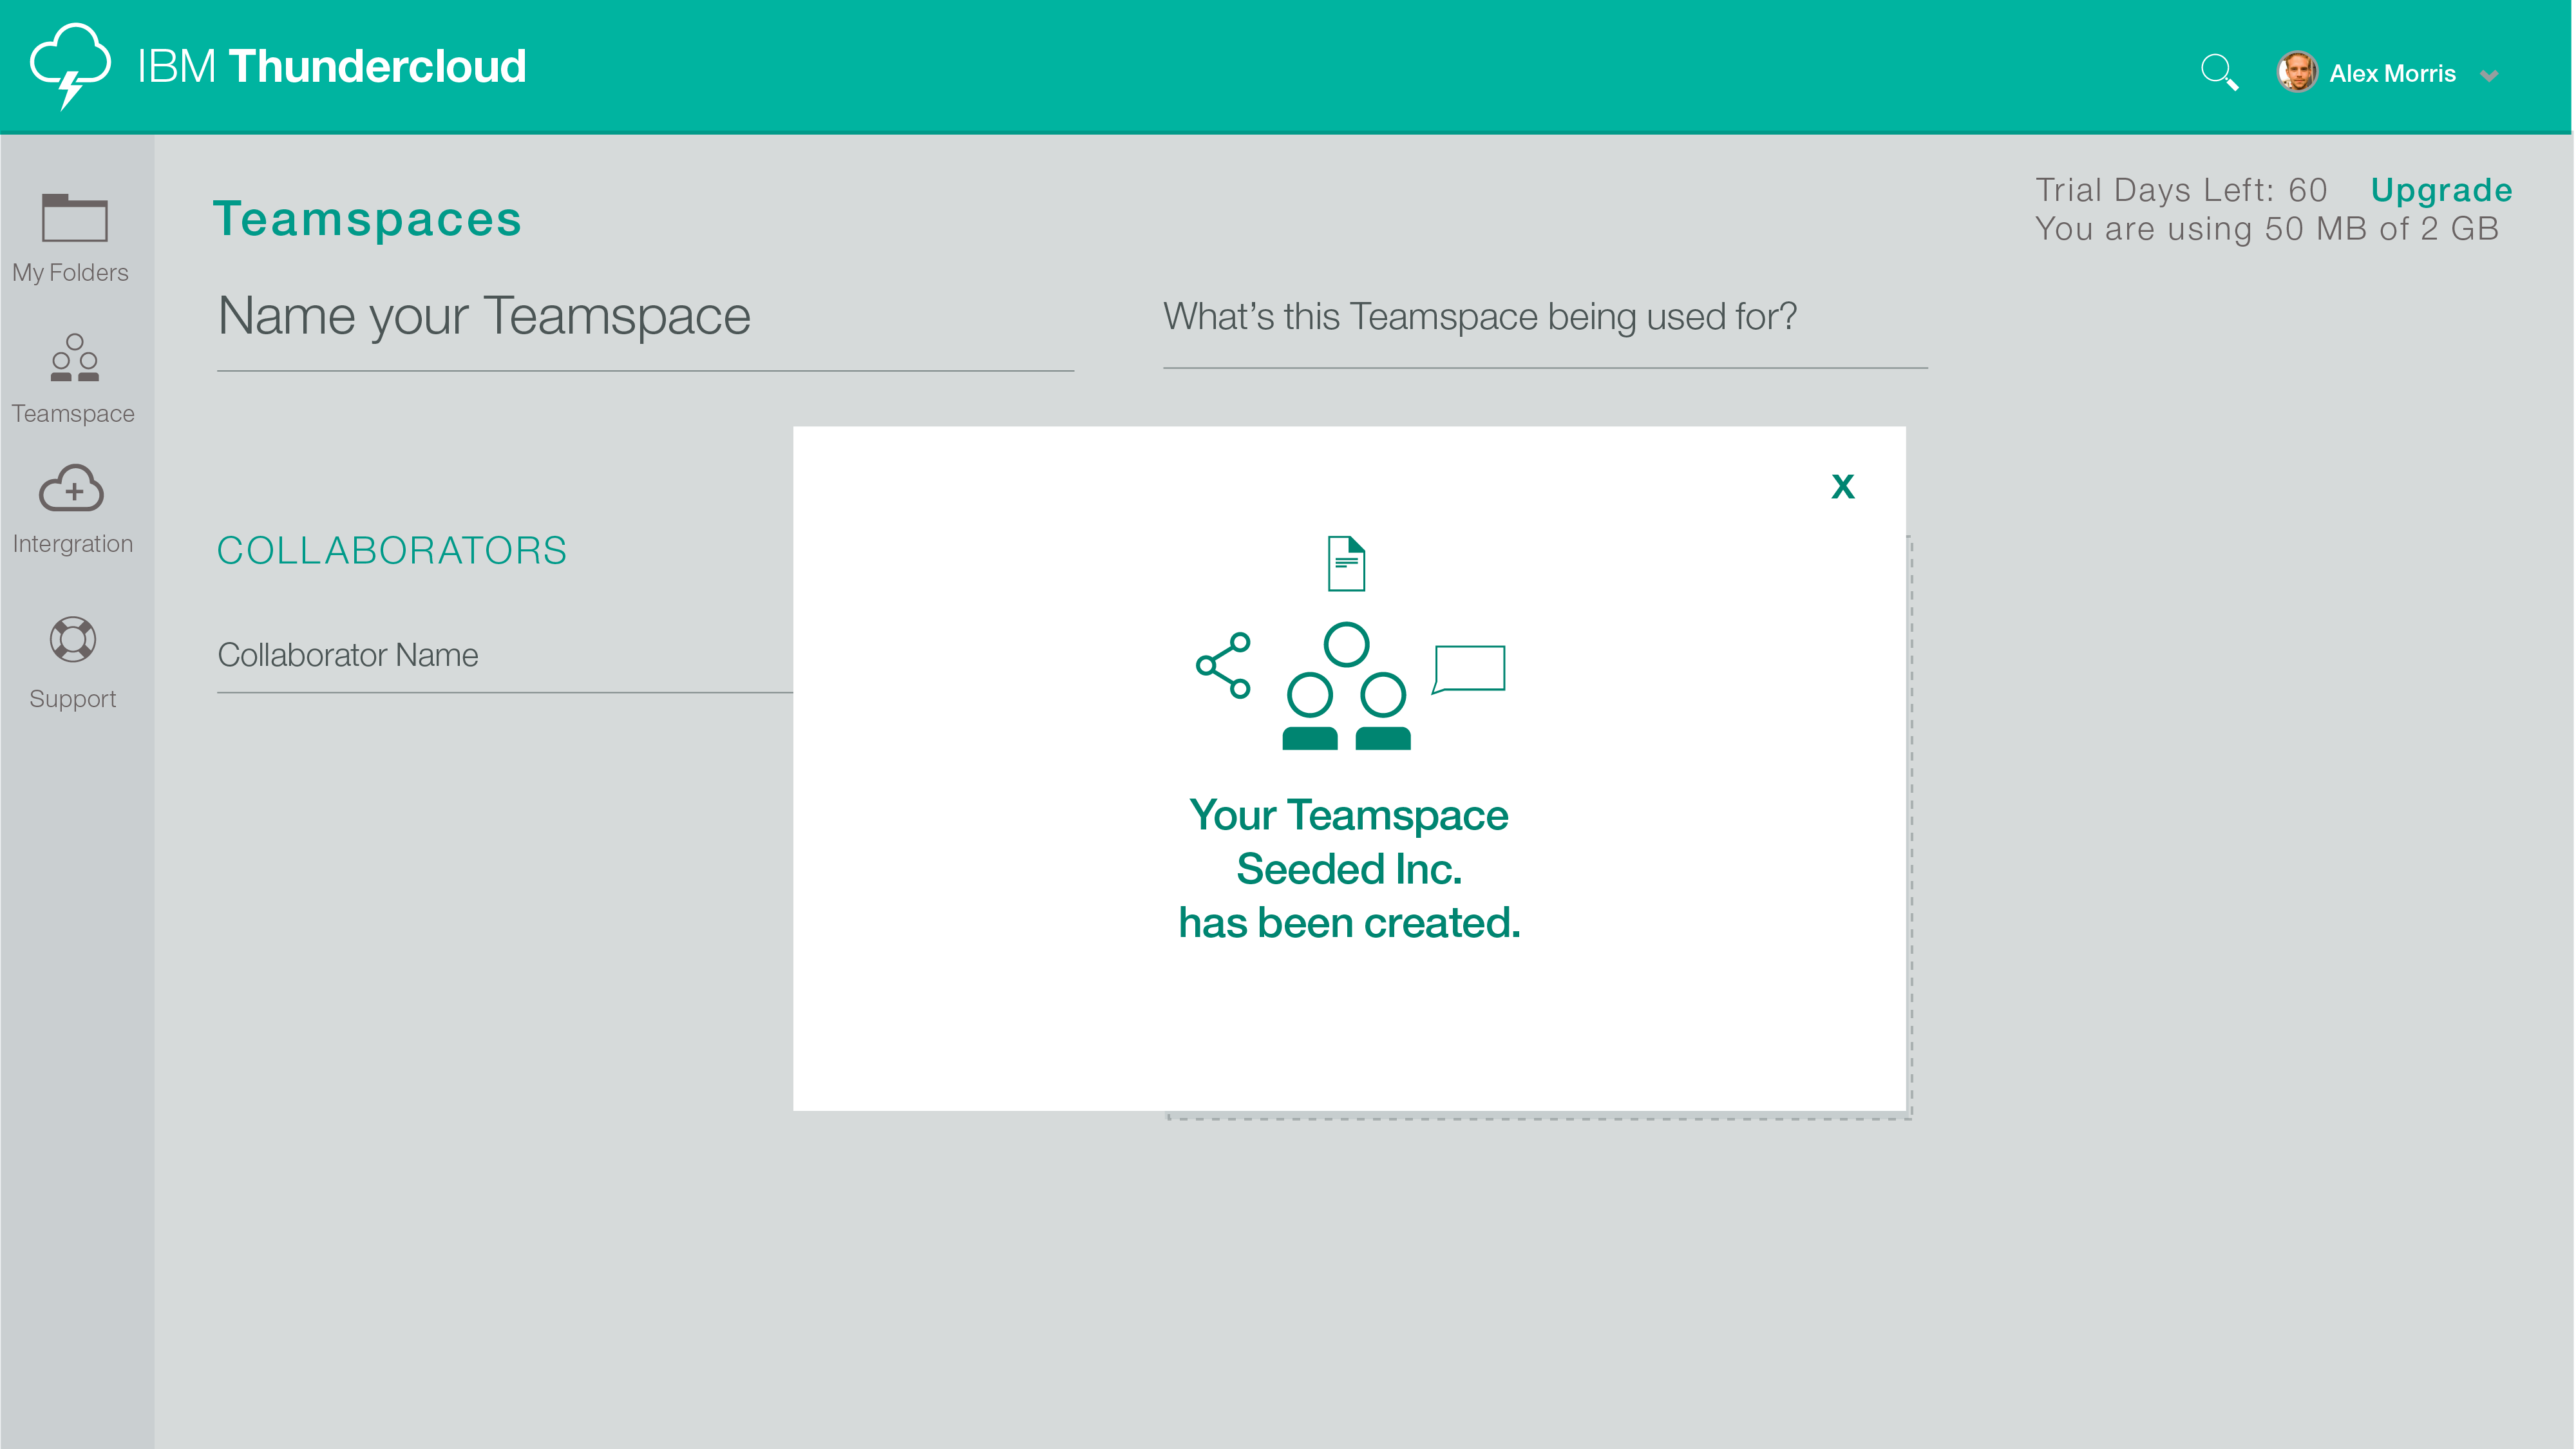 IBM Thundercloud
Alex Morris
Trial Days Left: 60 Upgrade
You are using 50 MB of 2 GB
My Folders
Teamspace
Intergration
Support
Teamspaces
Name your Teamspace
What's this Teamspace being used for?
COLLABORATORS
Collaborator Name
X
Your Teamspace
Seeded Inc.
has been created.